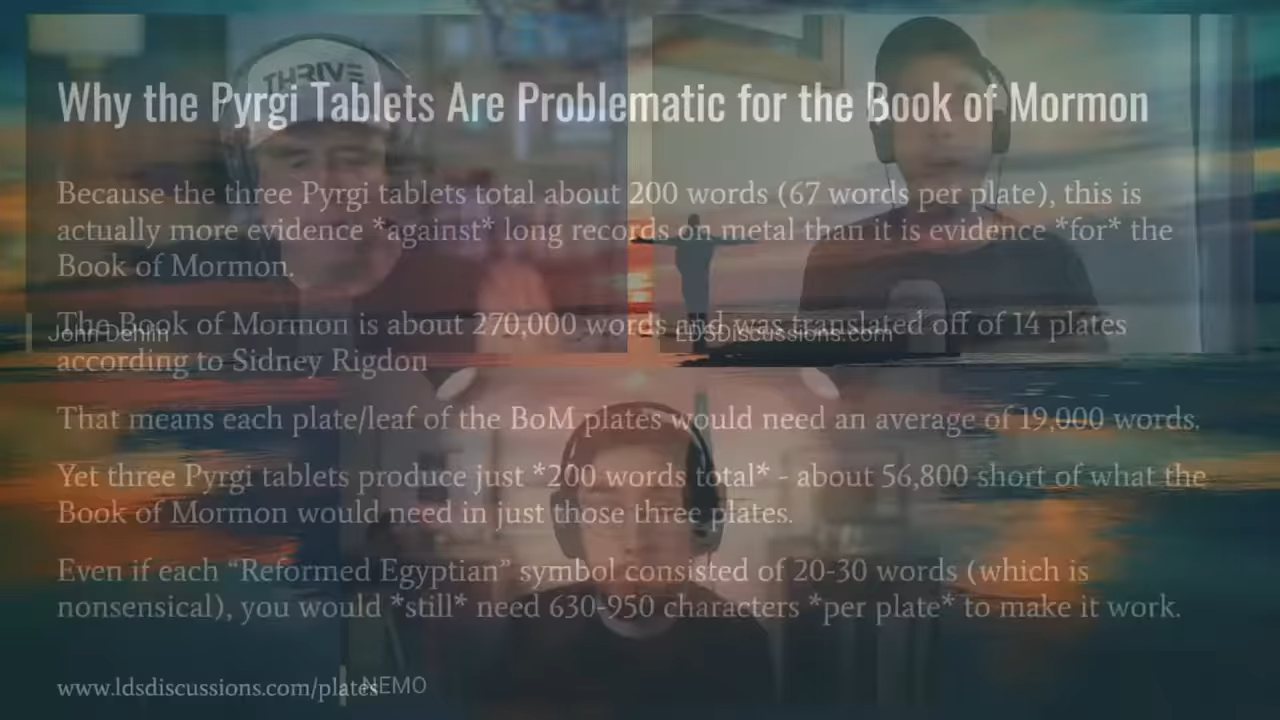 THRIVE
Why the Pyrgi Tablets Are Problematic for the Book of Mormon
Because the three Pyrgi tablets total about 200 words (67 words per plate), this is
actually more evidence *against* long records on metal than it is evidence *for* the
Book of Mormon.
The Book of Mormon is about 270,000 words and was translated off of 14 plates
John Dehlin
LDSDiscussions.com
according to Sidney Rigdon
That means each plate/leaf of the BoM plates would need an average of 19,000 words.
Yet three Pyrgi tablets produce just *200 words total* - about 56,800 short of what the
Book of Mormon would need in just those three plates.
Even if each “Reformed Egyptian” symbol consisted of 20-30 words (which is
nonsensical), you would *still* need 630-950 characters *per plate* to make it work.
www.ldsdiscussions.com/plates
NEMO